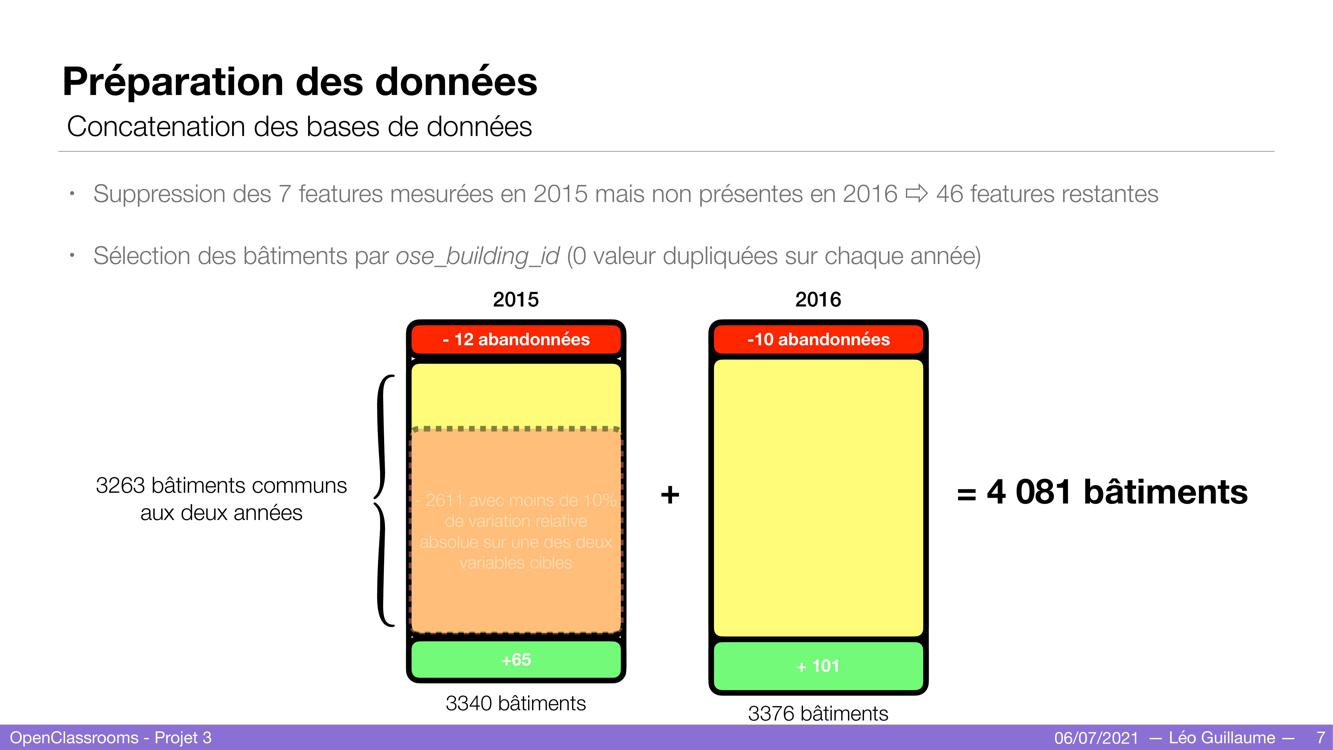 Préparation des données
Concatenation des bases de données
• Suppression des 7 features mesurées en 2015 mais non présentes en 2016 ⇨ 46 features restantes
• Sélection des bâtiments par ose_building_id (0 valeur dupliquées sur chaque année)
2015
2016
- 12 abandonnées
-10 abandonnées
3263 bâtiments communs
aux deux années
- 2611 avec moins de 10%
de variation relative
absolue sur une des deux
variables cibles
+
= 4 081 bâtiments
+65
+ 101
3340 bâtiments
3376 bâtiments
OpenClassrooms - Projet 3
06/07/2021 — Léo Guillaume — 7